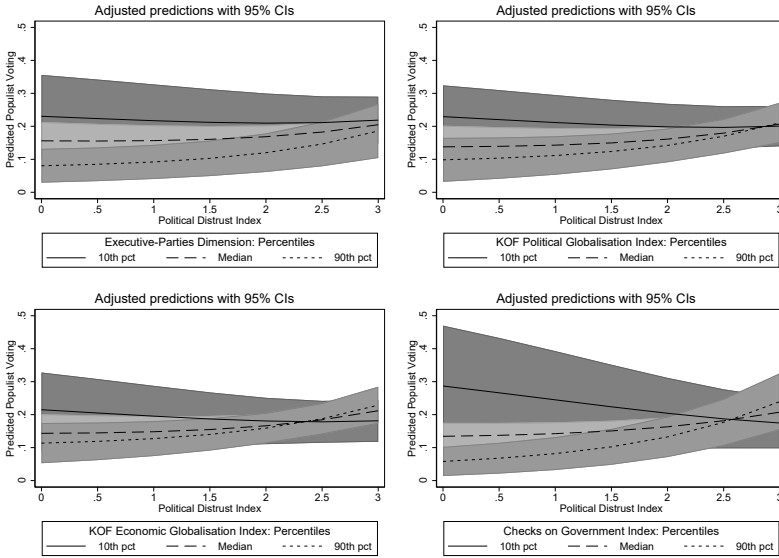 Adjusted predictions with 95% CIs
Predicted Populist Voting
.5
.4
.3
.2
.1
0
0 .5 1 1.5 2 2.5 3
Political Distrust Index
Executive-Parties Dimension: Percentiles
10th pct Median 90th pct
Adjusted predictions with 95% CIs
Predicted Populist Voting
.5
.4
.3
.2
.1
0
0 .5 1 1.5 2 2.5 3
Political Distrust Index
KOF Political Globalisation Index: Percentiles
10th pct Median 90th pct
Adjusted predictions with 95% CIs
Predicted Populist Voting
.5
.4
.3
.2
.1
0
0 .5 1 1.5 2 2.5 3
Political Distrust Index
KOF Economic Globalisation Index: Percentiles
10th pct Median 90th pct
Adjusted predictions with 95% CIs
Predicted Populist Voting
.5
.4
.3
.2
.1
0
0 .5 1 1.5 2 2.5 3
Political Distrust Index
Checks on Government Index: Percentiles
10th pct Median 90th pct